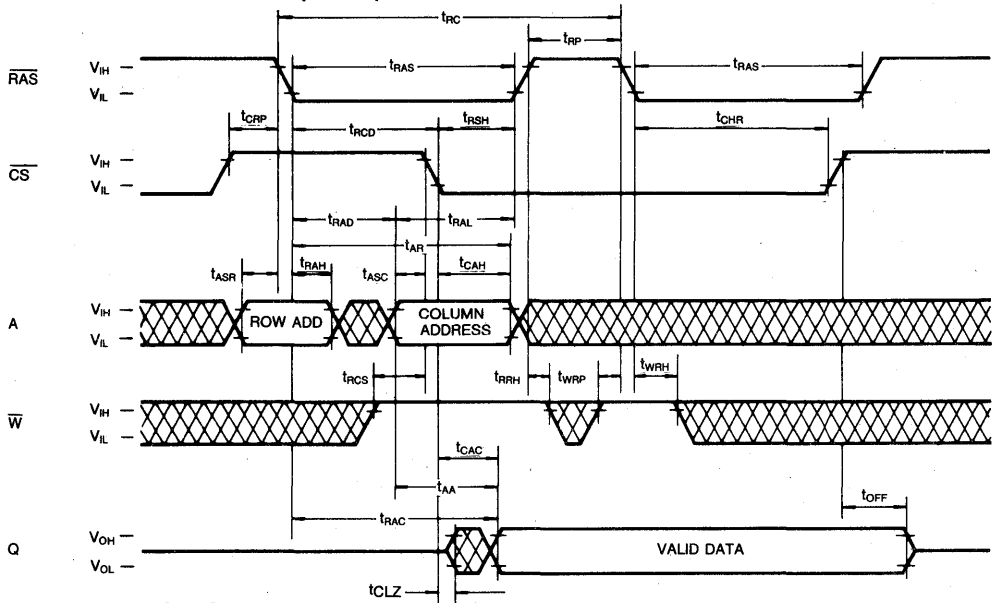 tRC
tRP
RAS
VIH
VIL
tRAS
tRAS
tCRP
tRCD
tRSH
tCHR
CS
VIH
VIL
tRAD
tRAL
tAR
tASR
tRAH
tASC
tCAH
A
VIH
VIL
ROW ADD
COLUMN
ADDRESS
tRCS
tRRH
tWRP
tWRH
W
VIH
VIL
tCAC
tAA
tRAC
tOFF
Q
VOH
VOL
VALID DATA
tCLZ